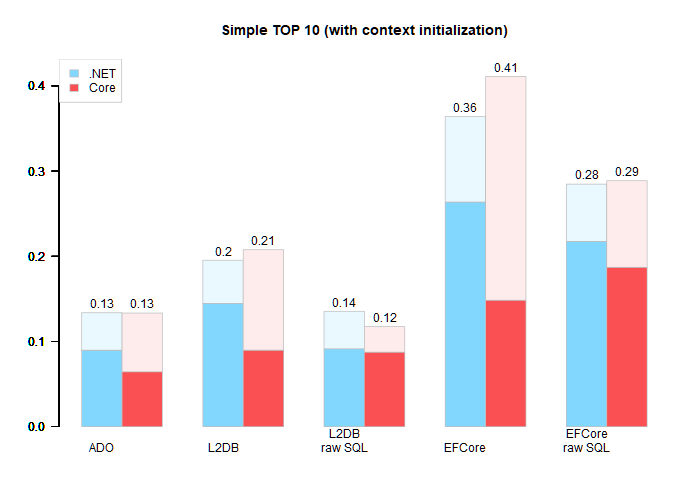 Simple TOP 10 (with context initialization)
.NET
Core
0.4
0.3
0.2
0.1
0.0
0.13
0.13
0.2
0.21
0.14
0.12
0.36
0.41
0.28
0.29
ADO
L2DB
L2DB
raw SQL
EFCore
EFCore
raw SQL